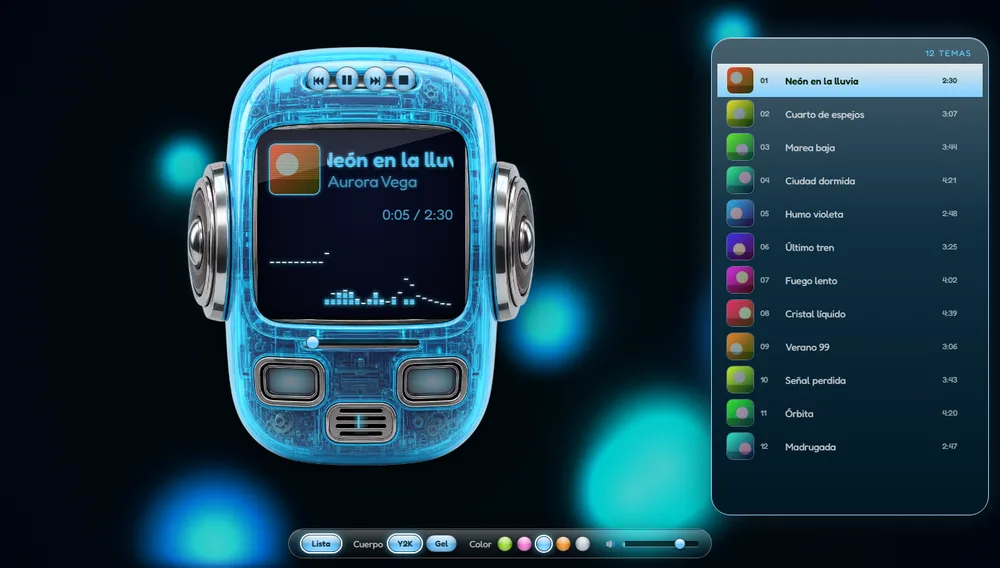 12 TEMAS
01 Neón en la lluvia 2:30
02 Cuarto de espejos 3:07
03 Marea baja 3:44
04 Ciudad dormida 4:21
05 Humo violeta 2:48
06 Último tren 3:25
07 Fuego lento 4:02
08 Cristal líquido 4:39
09 Verano 99 3:06
10 Señal perdida 3:43
11 Órbita 4:20
12 Madrugada 2:47
eón en la lluv
Aurora Vega
0:05 / 2:30
Lista Cuerpo Y2K Gel Color